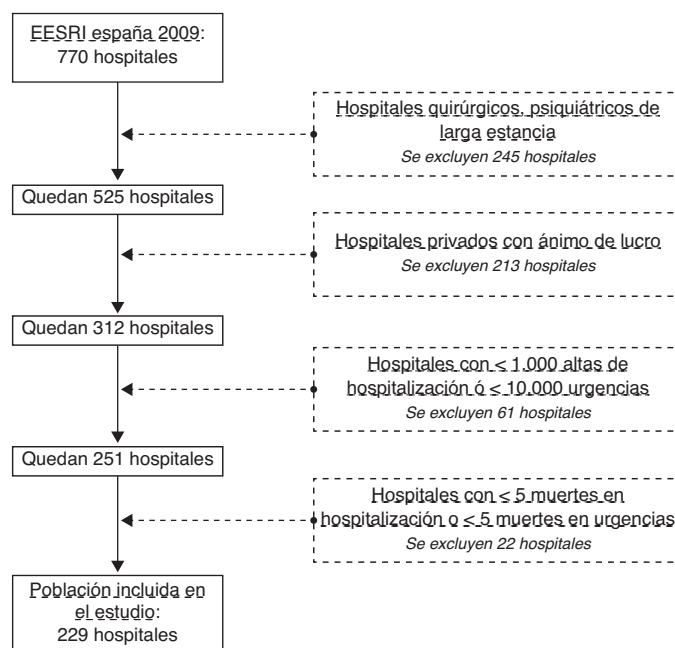 EESRI españa 2009:
770 hospitales
Hospitales quirúrgicos, psiquiátricos de
larga estancia
Se excluyen 245 hospitales
Quedan 525 hospitales
Hospitales privados con ánimo de lucro
Se excluyen 213 hospitales
Quedan 312 hospitales
Hospitales con < 1.000 altas de
hospitalización ó < 10.000 urgencias
Se excluyen 61 hospitales
Quedan 251 hospitales
Hospitales con < 5 muertes en
hospitalización o < 5 muertes en urgencias
Se excluyen 22 hospitales
Población incluida en
el estudio:
229 hospitales